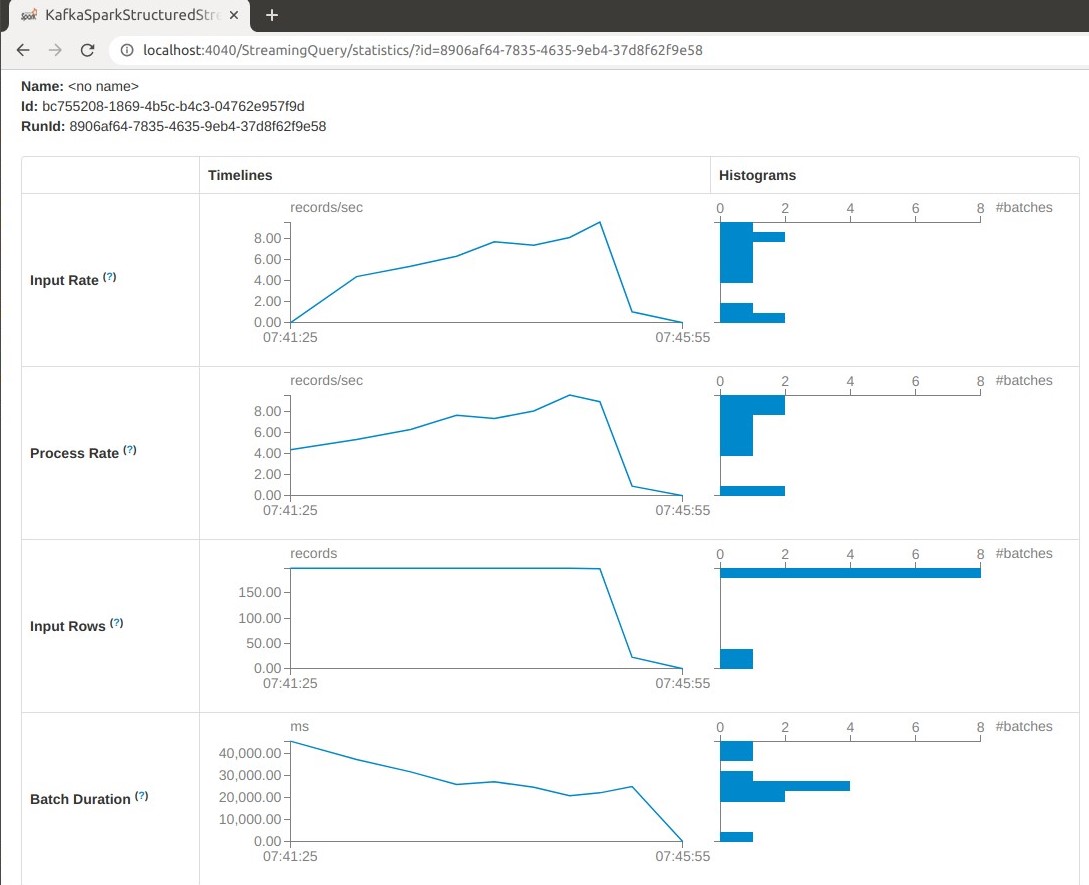 Spark KafkaSparkStructuredStre
localhost:4040/StreamingQuery/statistics/?id=8906af64-7835-4635-9eb4-37d8f62f9e58
Name: <no name>
Id: bc755208-1869-4b5c-b4c3-04762e957f9d
RunId: 8906af64-7835-4635-9eb4-37d8f62f9e58
Timelines Histograms
records/sec 0 2 4 6 8 #batches
Input Rate (?)
8.00
6.00
4.00
2.00
0.00
07:41:25 07:45:55
records/sec 0 2 4 6 8 #batches
Process Rate (?)
8.00
6.00
4.00
2.00
0.00
07:41:25 07:45:55
records 0 2 4 6 8 #batches
Input Rows (?)
150.00
100.00
50.00
0.00
07:41:25 07:45:55
ms 0 2 4 6 8 #batches
Batch Duration (?)
40,000.00
30,000.00
20,000.00
10,000.00
0.00
07:41:25 07:45:55